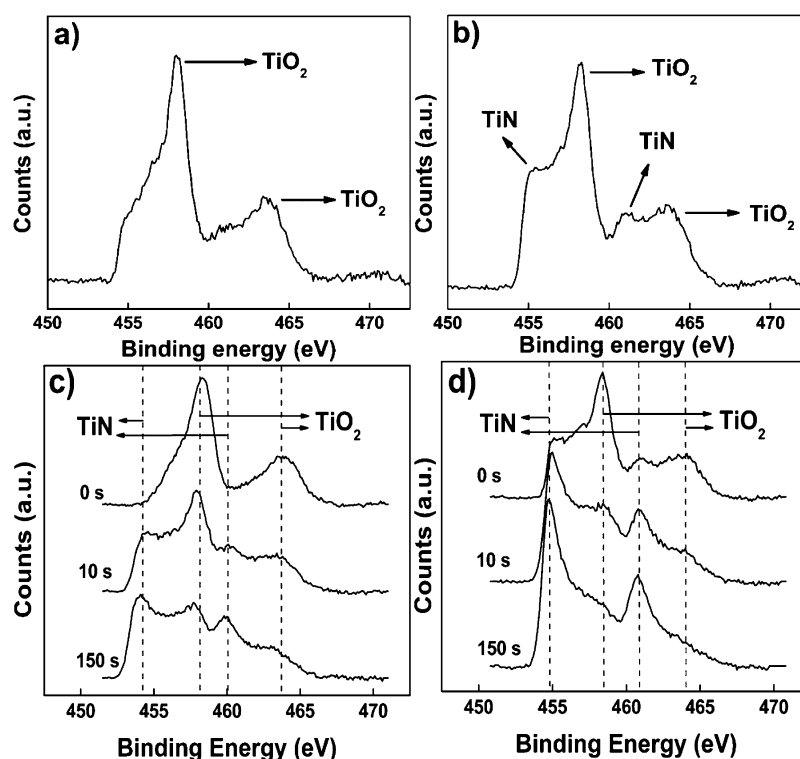 a)
TiO2
TiO2
Counts (a.u.)
450 455 460 465 470
Binding energy (eV)
b)
TiO2
TiN
TiN
TiO2
Counts (a.u.)
450 455 460 465 470
Binding energy (eV)
c)
TiN
TiO2
0 s
10 s
150 s
Counts (a.u.)
450 455 460 465 470
Binding Energy (eV)
d)
TiN
TiO2
0 s
10 s
150 s
Counts (a.u.)
450 455 460 465 470
Binding Energy (eV)